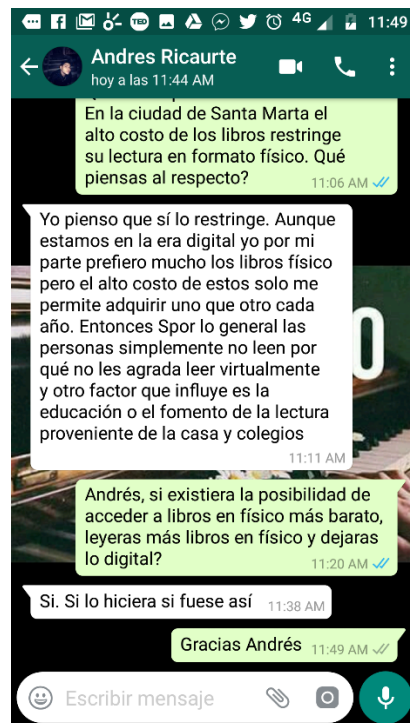 4G 11:49
Andres Ricaurte
hoy a las 11:44 AM
En la ciudad de Santa Marta el
alto costo de los libros restringe
su lectura en formato físico. Qué
piensas al respecto?
11:06 AM
Yo pienso que sí lo restringe. Aunque
estamos en la era digital yo por mi
parte prefiero mucho los libros físico
pero el alto costo de estos solo me
permite adquirir uno que otro cada
año. Entonces Spor lo general las
personas simplemente no leen por
qué no les agrada leer virtualmente
y otro factor que influye es la
educación o el fomento de la lectura
proveniente de la casa y colegios
11:11 AM
Andrés, si existiera la posibilidad de
acceder a libros en físico más barato,
leyeras más libros en físico y dejaras
lo digital?
11:20 AM
Si. Si lo hiciera si fuese así 11:38 AM
Gracias Andrés 11:49 AM
Escribir mensaje